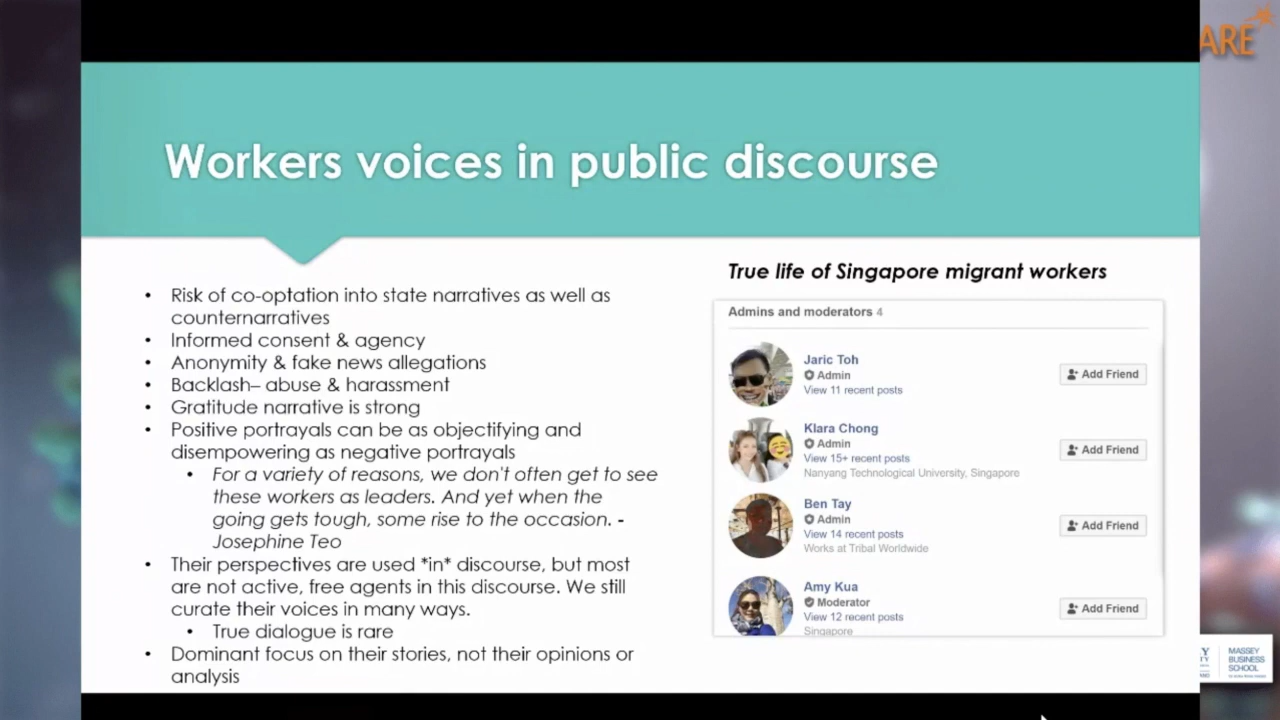 ARE
Workers voices in public discourse
• Risk of co-optation into state narratives as well as
counternarratives
• Informed consent & agency
• Anonymity & fake news allegations
• Backlash– abuse & harassment
• Gratitude narrative is strong
• Positive portrayals can be as objectifying and
disempowering as negative portrayals
• For a variety of reasons, we don't often get to see
these workers as leaders. And yet when the
going gets tough, some rise to the occasion. -
Josephine Teo
• Their perspectives are used *in* discourse, but most
are not active, free agents in this discourse. We still
curate their voices in many ways.
• True dialogue is rare
• Dominant focus on their stories, not their opinions or
analysis
True life of Singapore migrant workers
Admins and moderators 4
Jaric Toh
Admin
View 11 recent posts
Add Friend
Klara Chong
Admin
View 15+ recent posts
Nanyang Technological University, Singapore
Add Friend
Ben Tay
Admin
View 14 recent posts
Works at Tribal Worldwide
Add Friend
Amy Kua
Moderator
View 12 recent posts
Singapore
Add Friend
MASSEY
BUSINESS
SCHOOL